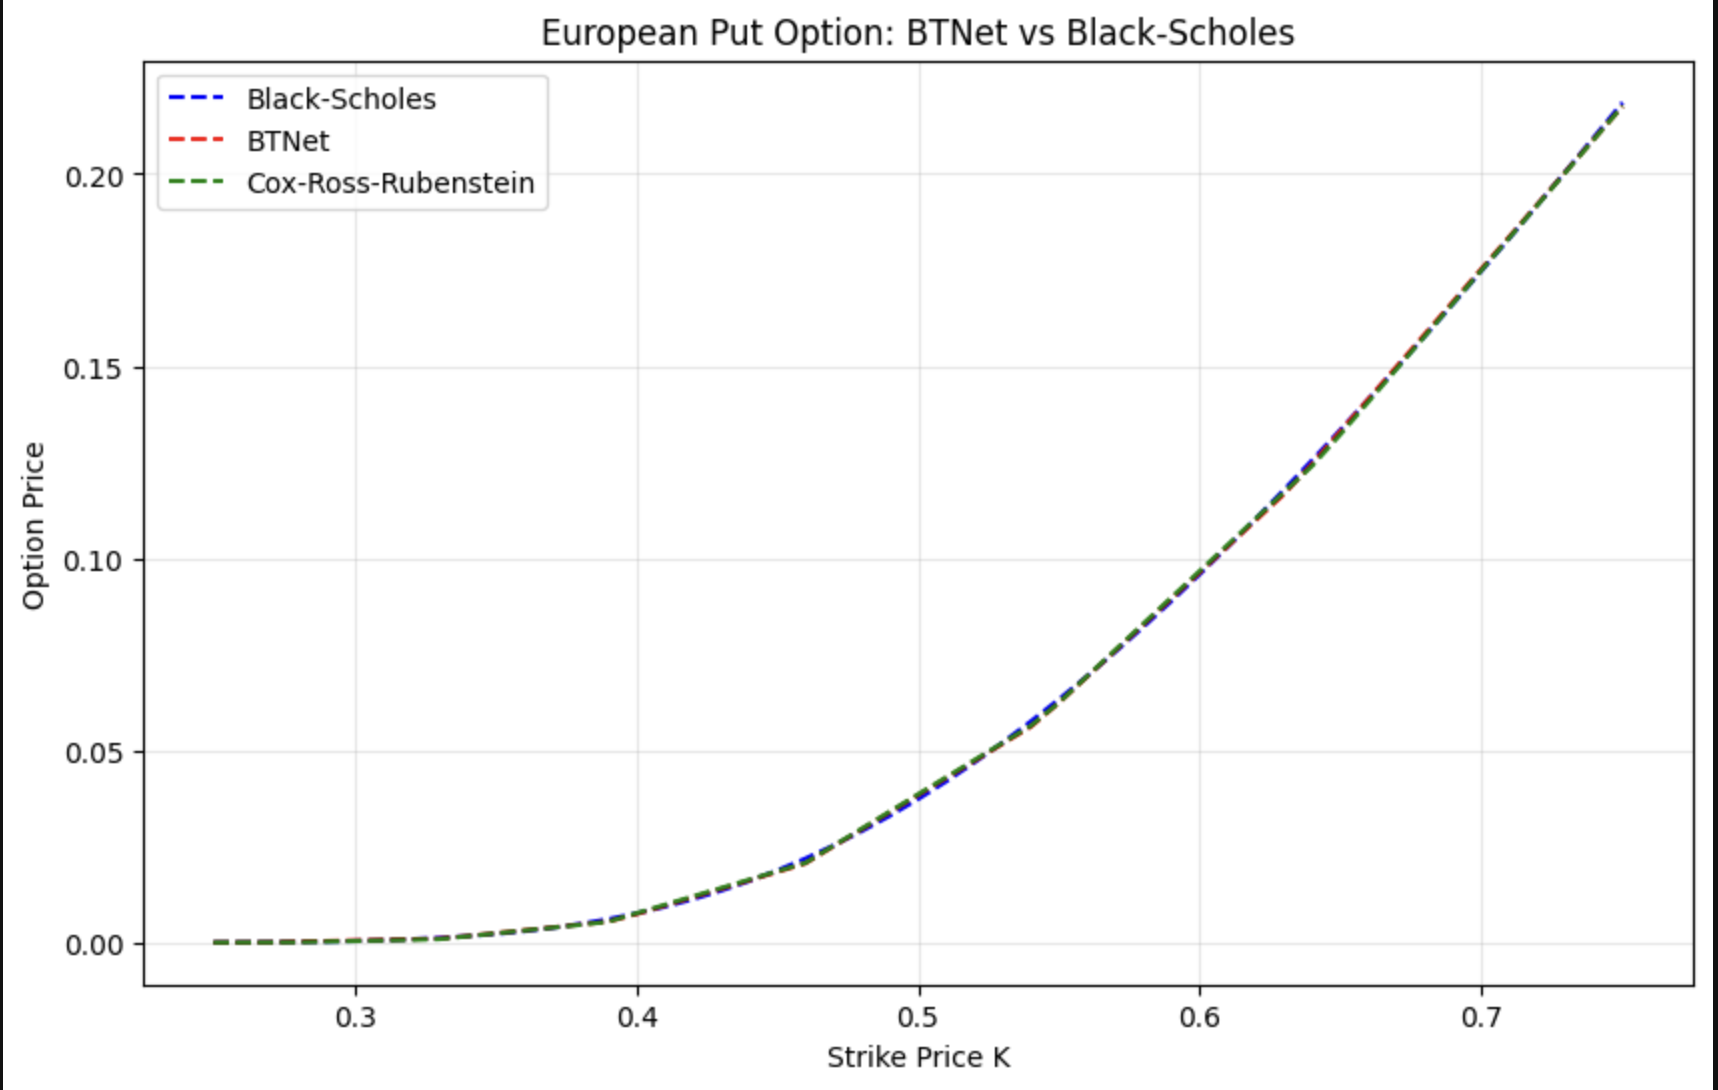 European Put Option: BTNet vs Black-Scholes
Black-Scholes
BTNet
Cox-Ross-Rubenstein
0.20
0.15
0.10
0.05
0.00
Option Price
0.3 0.4 0.5 0.6 0.7
Strike Price K